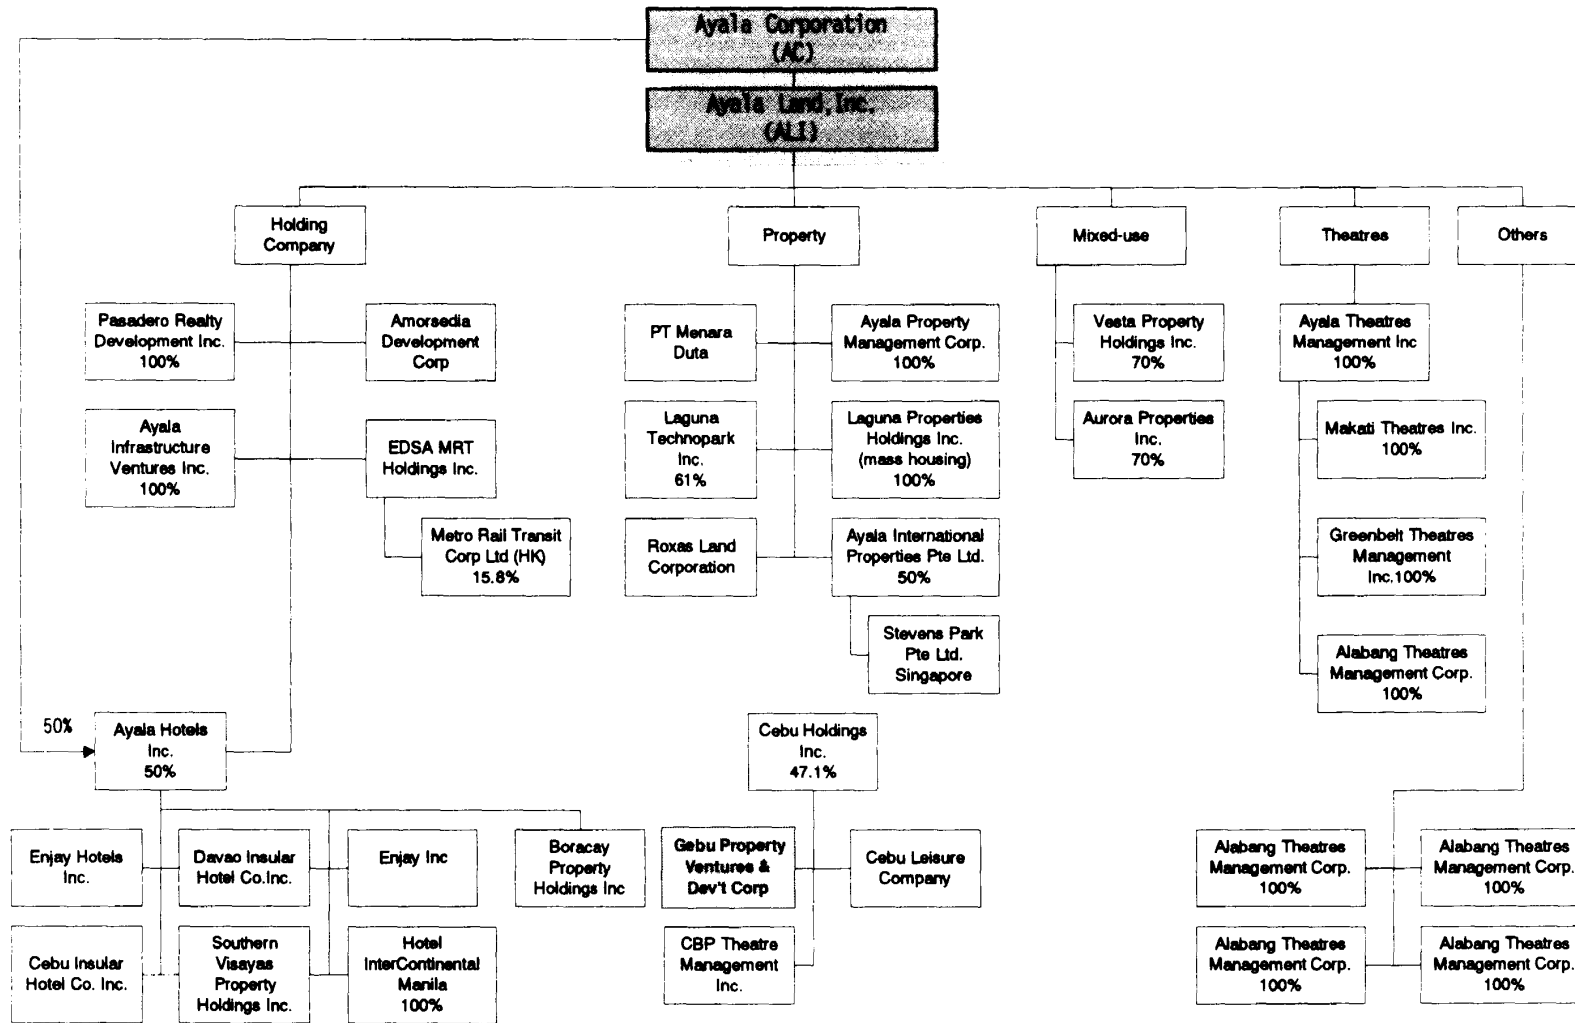 Ayala Corporation
(AC)
Ayala Land,Inc.
(ALI)
Holding
Company
Property
Mixed-use
Theatres
Others
Pasadero Realty
Development Inc.
100%
Amorsedia
Development
Corp
PT Menara
Duta
Ayala Property
Management Corp.
100%
Vesta Property
Holdings Inc.
70%
Ayala Theatres
Management Inc
100%
Ayala
Infrastructure
Ventures Inc.
100%
EDSA MRT
Holdings Inc.
Laguna
Technopark
Inc.
61%
Laguna Properties
Holdings Inc.
(mass housing)
100%
Aurora Properties
Inc.
70%
Makati Theatres Inc.
100%
Metro Rail Transit
Corp Ltd (HK)
15.8%
Roxas Land
Corporation
Ayala International
Properties Pte Ltd.
50%
Greenbelt Theatres
Management
Inc.100%
Stevens Park
Pte Ltd.
Singapore
Alabang Theatres
Management Corp.
100%
50%
Ayala Hotels
Inc.
50%
Cebu Holdings
Inc.
47.1%
Enjay Hotels
Inc.
Davao Insular
Hotel Co.Inc.
Enjay Inc
Boracay
Property
Holdings Inc
Gebu Property
Ventures &
Dev't Corp
Cebu Leisure
Company
Alabang Theatres
Management Corp.
100%
Alabang Theatres
Management Corp.
100%
Cebu Insular
Hotel Co. Inc.
Southern
Visayas
Property
Holdings Inc.
Hotel
InterContinental
Manila
100%
CBP Theatre
Management
Inc.
Alabang Theatres
Management Corp.
100%
Alabang Theatres
Management Corp.
100%